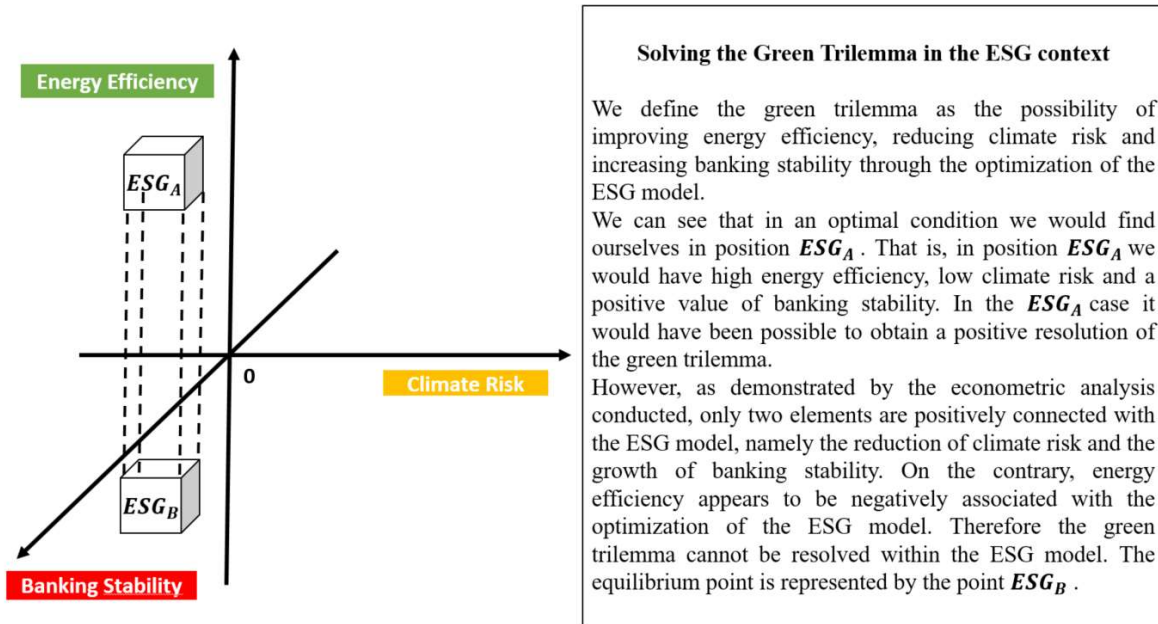 Energy Efficiency
ESG_A
0
Climate Risk
ESG_B
Banking Stability
Solving the Green Trilemma in the ESG context
We define the green trilemma as the possibility of
improving energy efficiency, reducing climate risk and
increasing banking stability through the optimization of the
ESG model.
We can see that in an optimal condition we would find
ourselves in position ESG_A . That is, in position ESG_A we
would have high energy efficiency, low climate risk and a
positive value of banking stability. In the ESG_A case it
would have been possible to obtain a positive resolution of
the green trilemma.
However, as demonstrated by the econometric analysis
conducted, only two elements are positively connected with
the ESG model, namely the reduction of climate risk and the
growth of banking stability. On the contrary, energy
efficiency appears to be negatively associated with the
optimization of the ESG model. Therefore the green
trilemma cannot be resolved within the ESG model. The
equilibrium point is represented by the point ESG_B .